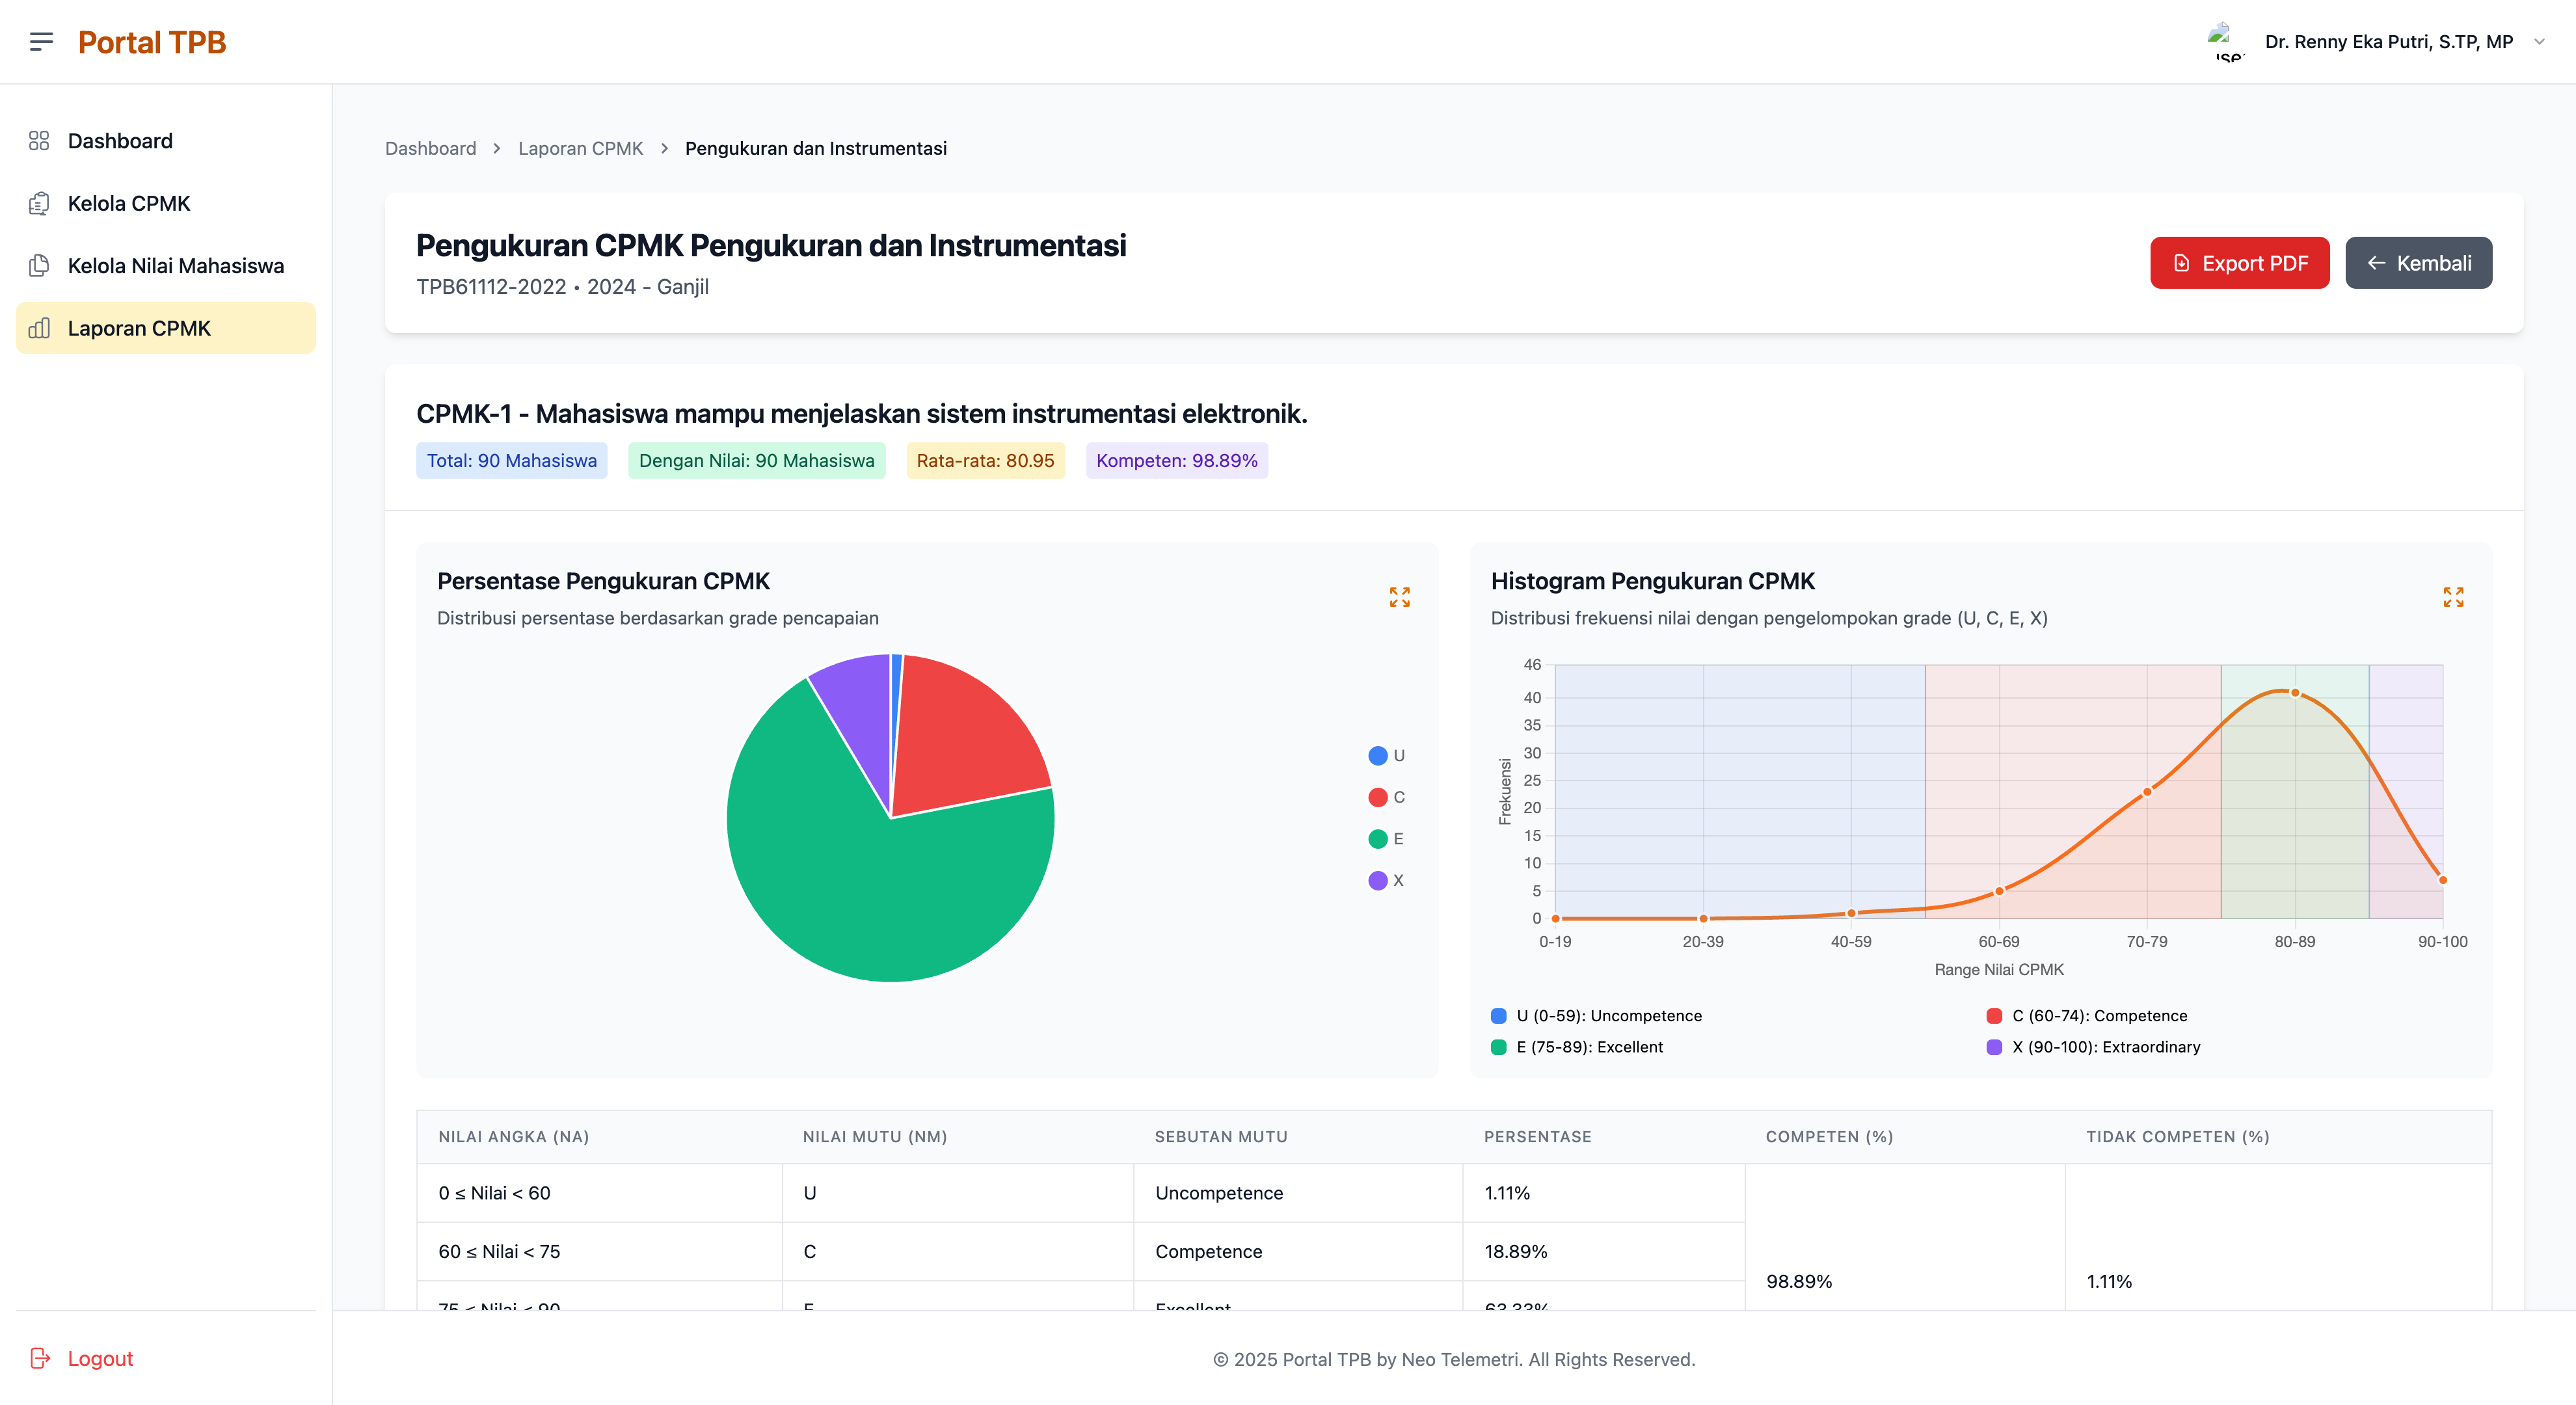 Portal TPB
Dr. Renny Eka Putri, S.TP, MP
Dashboard
Kelola CPMK
Kelola Nilai Mahasiswa
Laporan CPMK
Logout
Dashboard > Laporan CPMK > Pengukuran dan Instrumentasi
Pengukuran CPMK Pengukuran dan Instrumentasi
TPB61112-2022 • 2024 - Ganjil
Export PDF
Kembali
CPMK-1 - Mahasiswa mampu menjelaskan sistem instrumentasi elektronik.
Total: 90 Mahasiswa
Dengan Nilai: 90 Mahasiswa
Rata-rata: 80.95
Kompeten: 98.89%
Persentase Pengukuran CPMK
Distribusi persentase berdasarkan grade pencapaian
U
C
E
X
Histogram Pengukuran CPMK
Distribusi frekuensi nilai dengan pengelompokan grade (U, C, E, X)
46
40
35
30
25
20
15
10
5
0
Frekuensi
0-19 20-39 40-59 60-69 70-79 80-89 90-100
Range Nilai CPMK
U (0-59): Uncompetence
C (60-74): Competence
E (75-89): Excellent
X (90-100): Extraordinary
NILAI ANGKA (NA) NILAI MUTU (NM) SEBUTAN MUTU PERSENTASE COMPETEN (%) TIDAK COMPETEN (%)
0 ≤ Nilai < 60 U Uncompetence 1.11%
60 ≤ Nilai < 75 C Competence 18.89%
98.89% 1.11%
75 ≤ Nilai < 90 E Excellent 63.33%
© 2025 Portal TPB by Neo Telemetri. All Rights Reserved.